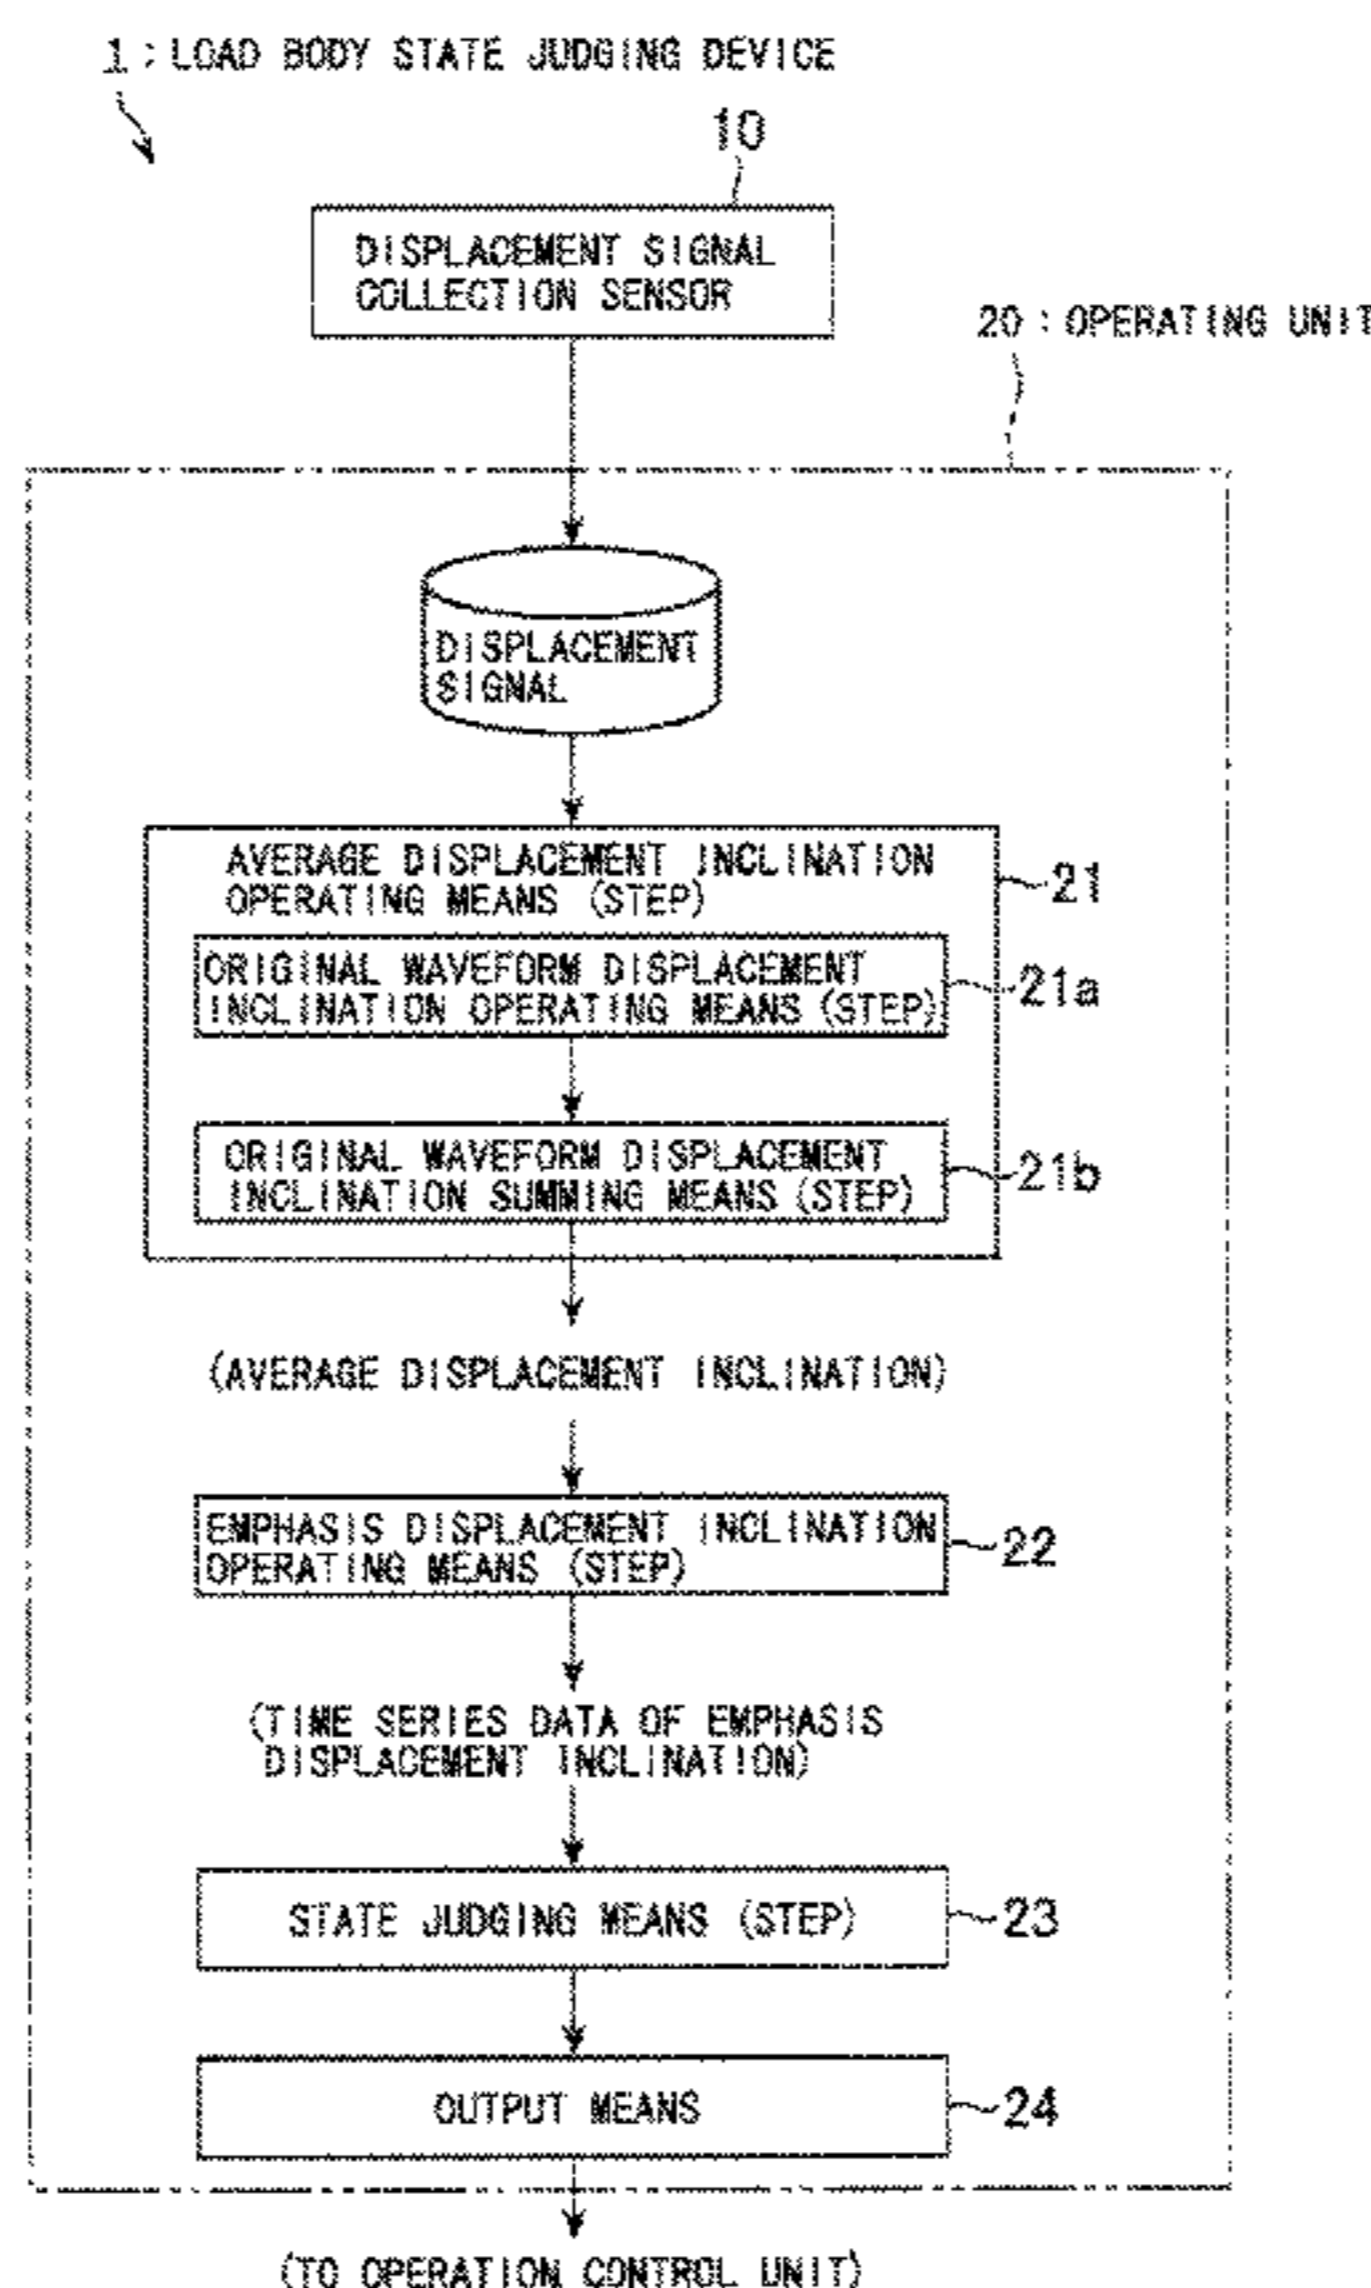 1 : LOAD BODY STATE JUDGING DEVICE
10
DISPLACEMENT SIGNAL
COLLECTION SENSOR
20 : OPERATING UNIT
DISPLACEMENT
SIGNAL
AVERAGE DISPLACEMENT INCLINATION
OPERATING MEANS (STEP)
21
ORIGINAL WAVEFORM DISPLACEMENT
INCLINATION OPERATING MEANS (STEP)
21a
ORIGINAL WAVEFORM DISPLACEMENT
INCLINATION SUMMING MEANS (STEP)
21b
(AVERAGE DISPLACEMENT INCLINATION)
EMPHASIS DISPLACEMENT INCLINATION
OPERATING MEANS (STEP)
22
(TIME SERIES DATA OF EMPHASIS
DISPLACEMENT INCLINATION)
STATE JUDGING MEANS (STEP)
23
OUTPUT MEANS
24
(TO OPERATION CONTROL UNIT)